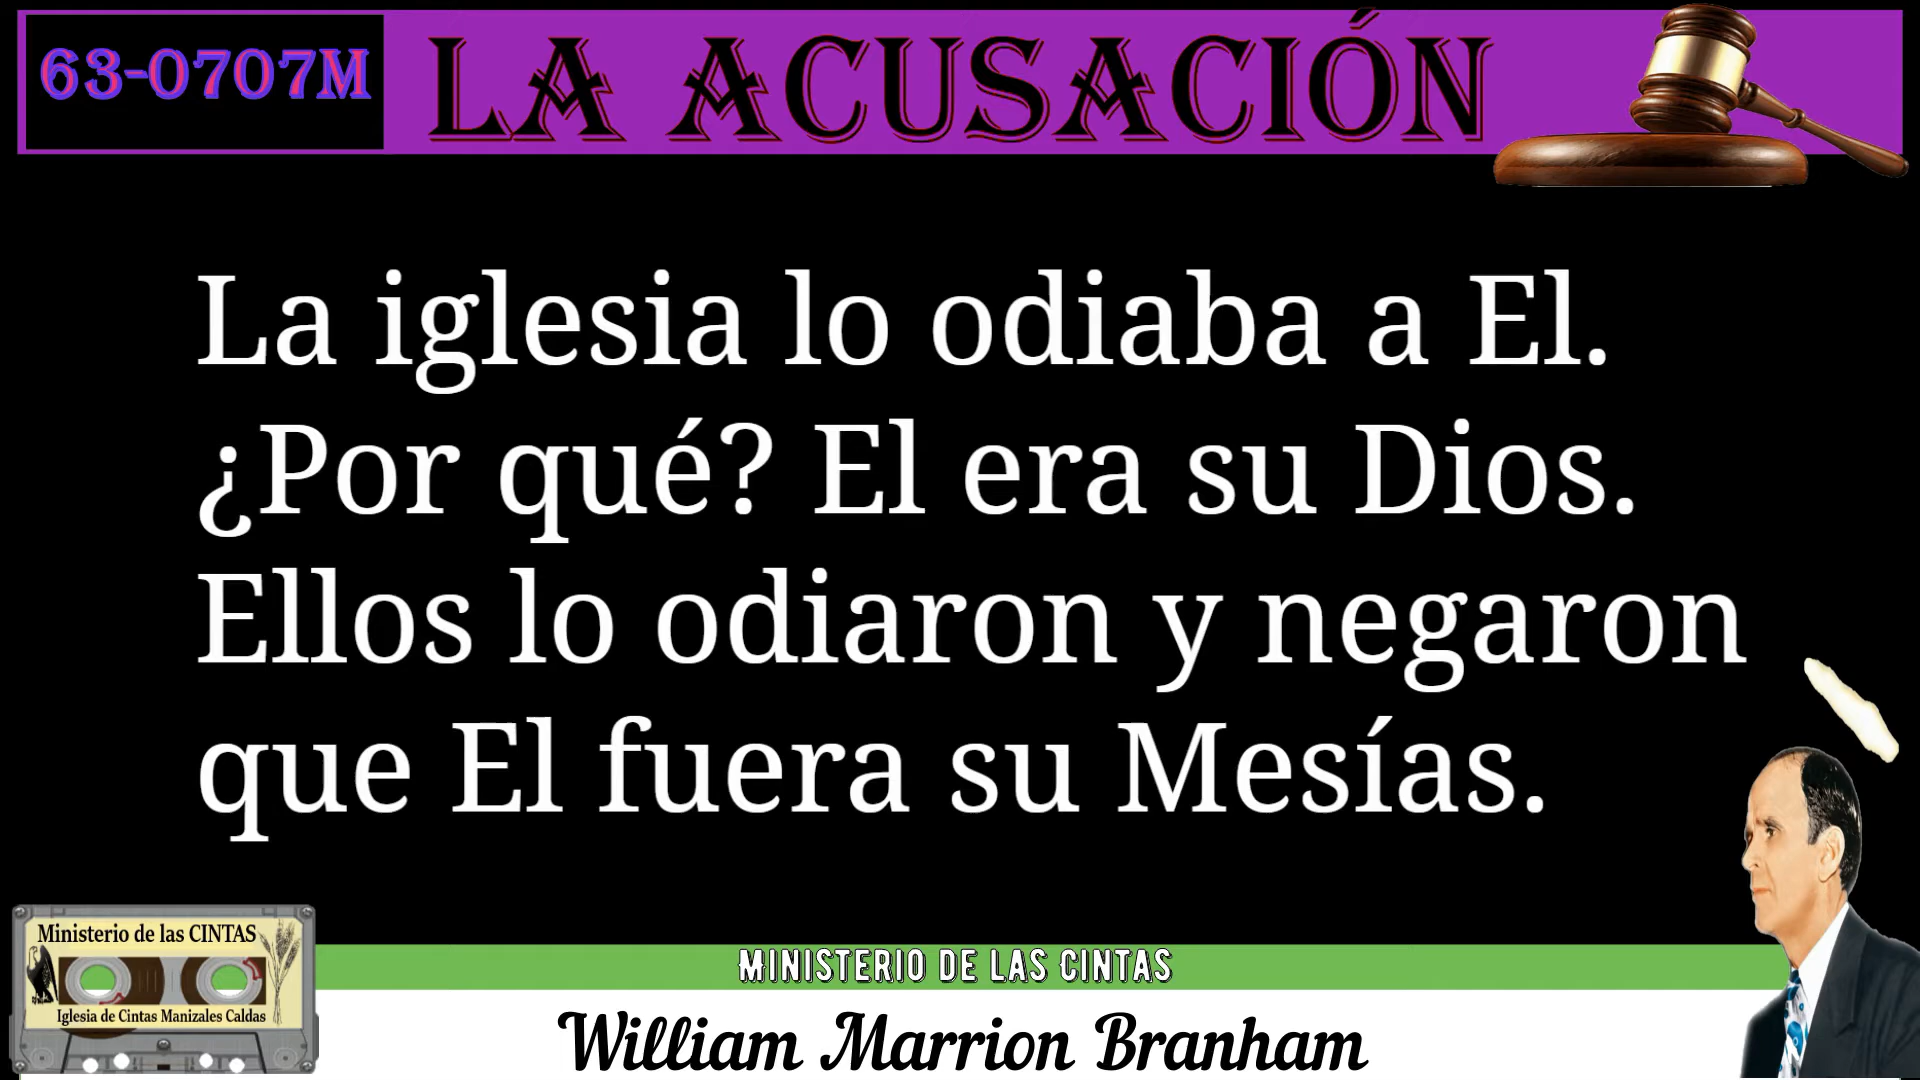 63-0707M
LA ACUSACIÓN
La iglesia lo odiaba a El.
¿Por qué? El era su Dios.
Ellos lo odiaron y negaron
que El fuera su Mesías.
Ministerio de las CINTAS
Iglesia de Cintas Manizales Caldas
MINISTERIO DE LAS CINTAS
William Marrion Branham